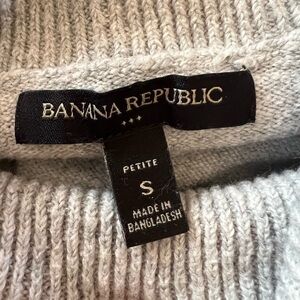 BANANA REPUBLIC
PETITE
S
MADE IN
BANGLADESH